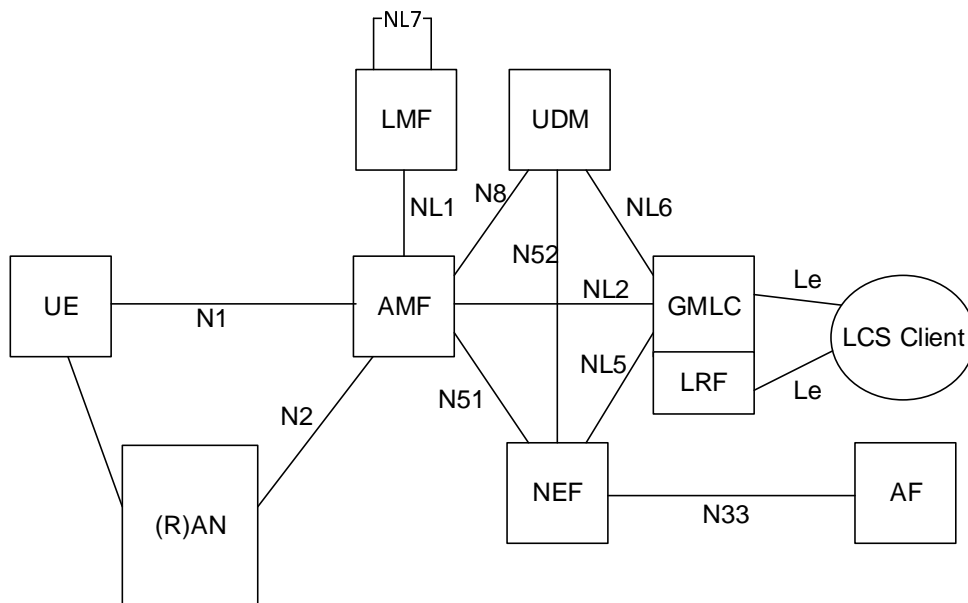 NL7
LMF
UDM
NL1
N8
NL6
N52
UE
N1
AMF
NL2
GMLC
Le
LCS Client
N2
N51
NL5
LRF
Le
(R)AN
NEF
N33
AF